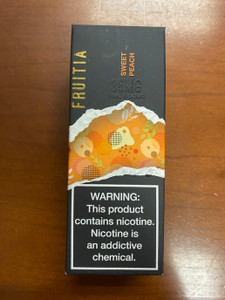 FRUITIA
SWEET
PEACH
WARNING:
This product
contains nicotine.
Nicotine is
an addictive
chemical.